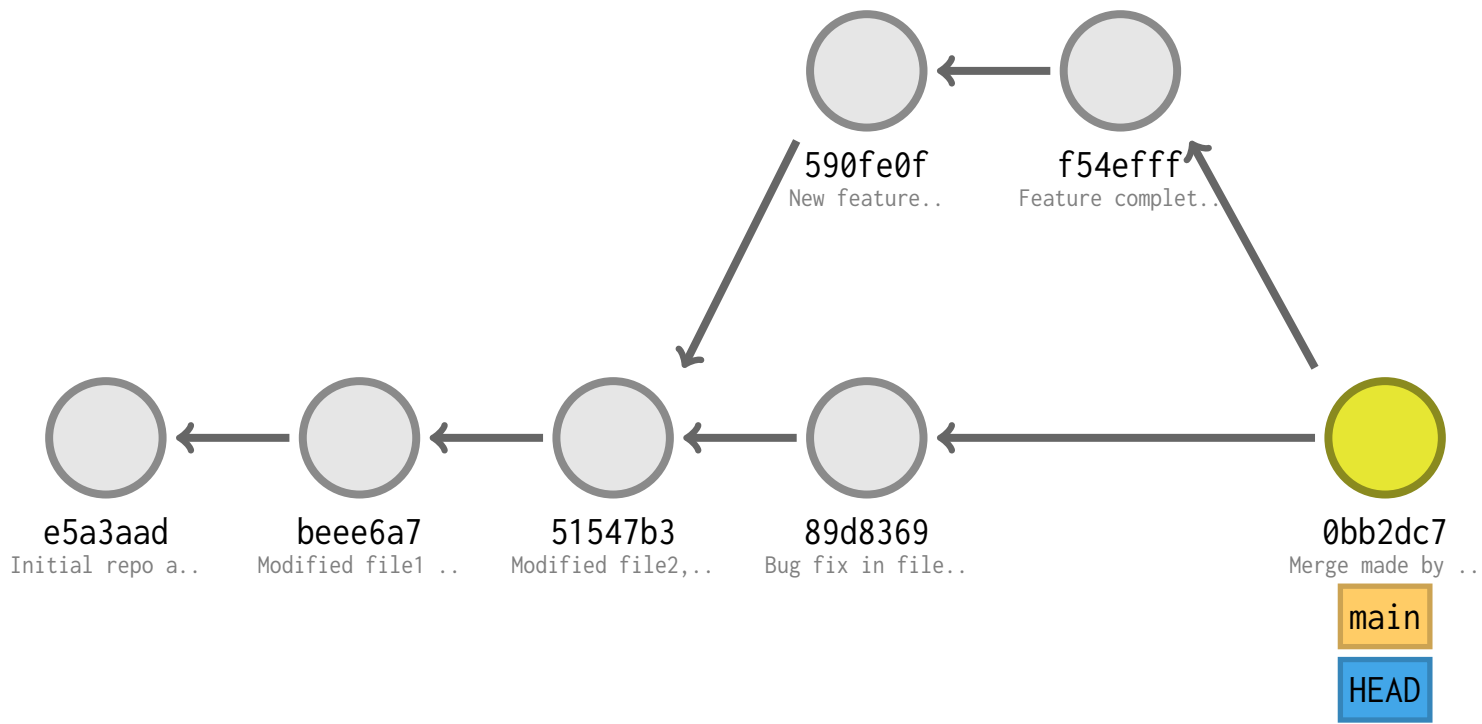 590fe0f
New feature..
f54efff
Feature complet..
e5a3aad
Initial repo a..
beee6a7
Modified file1 ..
51547b3
Modified file2,..
89d8369
Bug fix in file..
0bb2dc7
Merge made by ..
main
HEAD